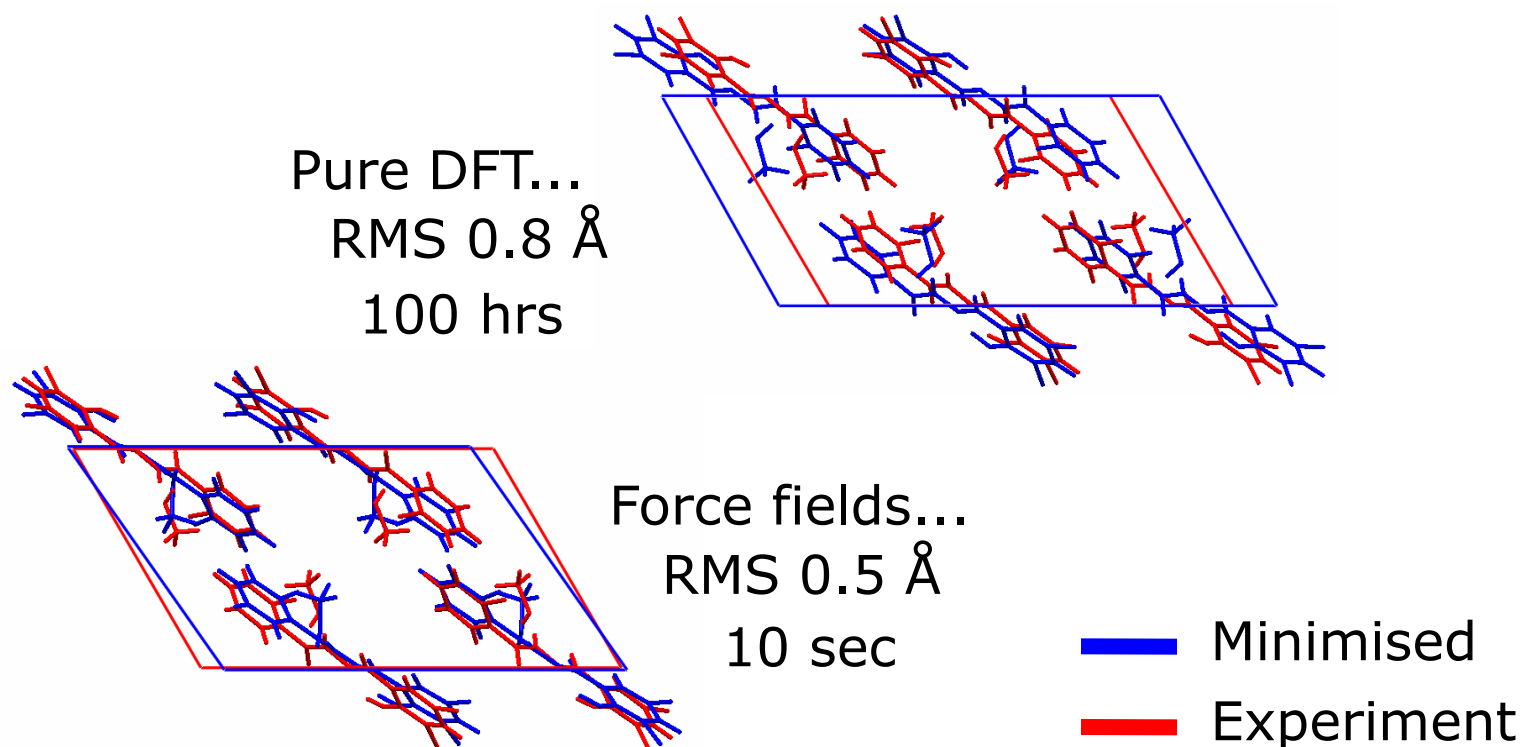 Pure DFT...
RMS 0.8 Å
100 hrs
Force fields...
RMS 0.5 Å
10 sec
Minimised
Experiment